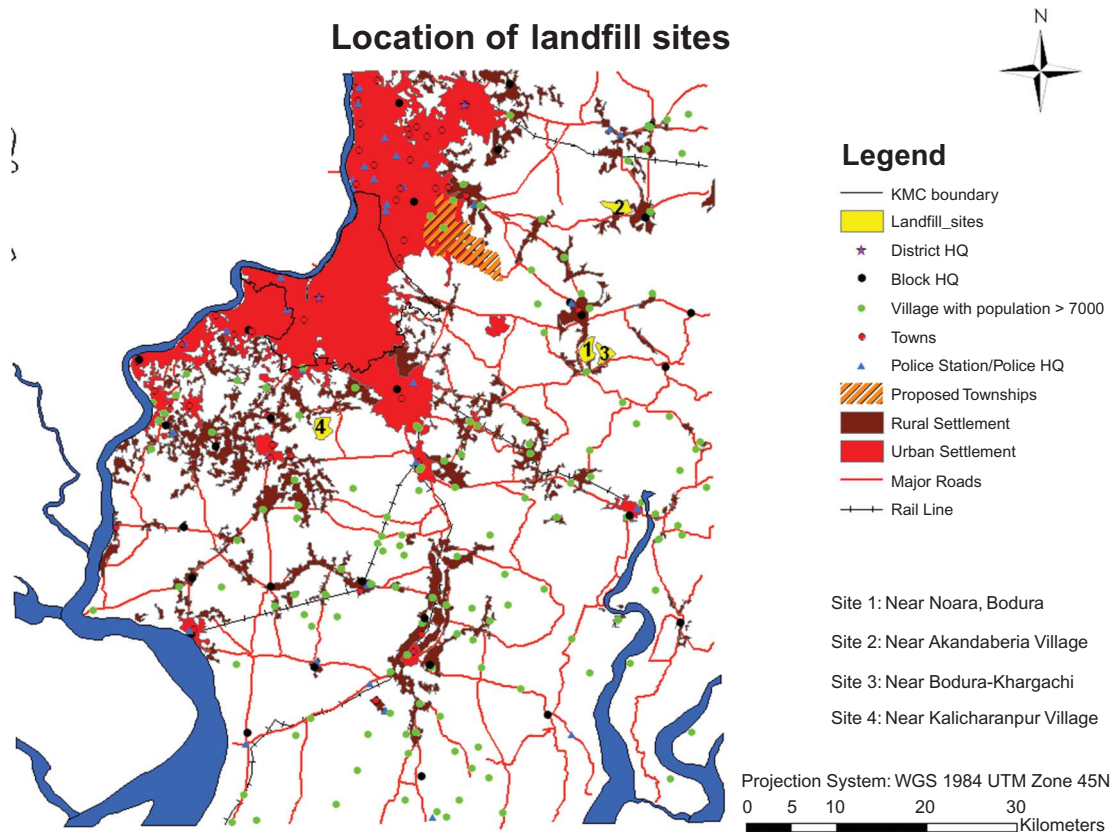 Location of landfill sites
N
2
1
3
4
Legend
KMC boundary
Landfill_sites
District HQ
Block HQ
Village with population > 7000
Towns
Police Station/Police HQ
Proposed Townships
Rural Settlement
Urban Settlement
Major Roads
Rail Line
Site 1: Near Noara, Bodura
Site 2: Near Akandaberia Village
Site 3: Near Bodura-Khargachi
Site 4: Near Kalicharanpur Village
Projection System: WGS 1984 UTM Zone 45N
0 5 10 20 30
Kilometers